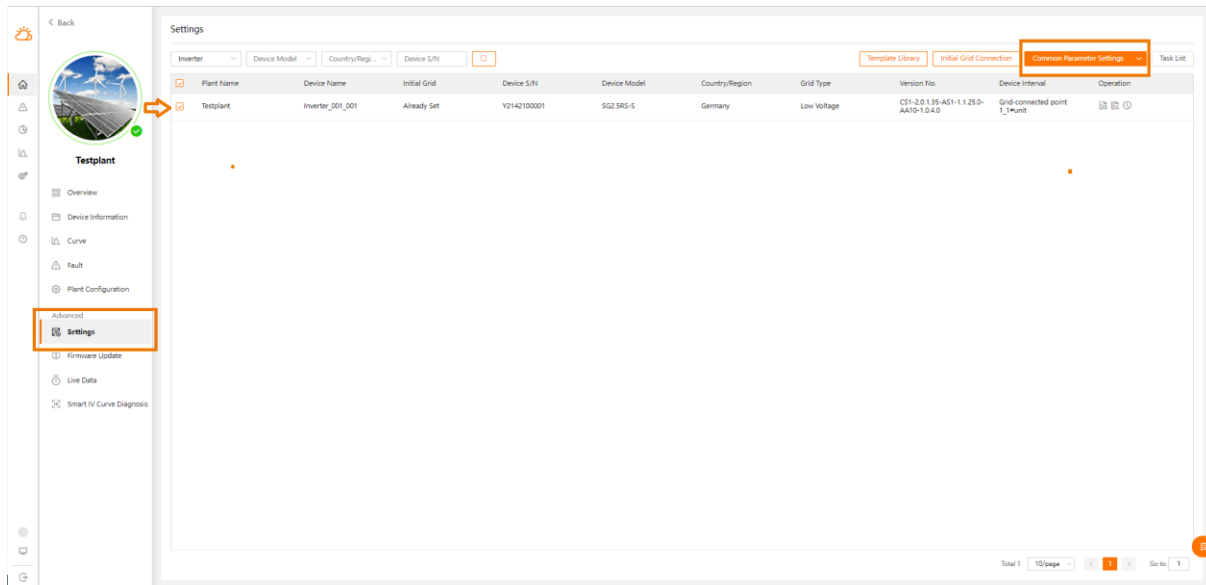 Back
Testplant
Overview
Device Information
Curve
Fault
Plant Configuration
Advanced
Settings
Firmware Update
Live Data
Smart IV Curve Diagnosis
Settings
Inverter Device Model Country/Regi... Device S/N Template Library Initial Grid Connection Common Parameter Settings Task List
Plant Name Device Name Initial Grid Device S/N Device Model Country/Region Grid Type Version No. Device Interval Operation
Testplant Inverter_001_001 Already Set Y2142100001 SG2.5RS-S Germany Low Voltage CS1-2.0.1.35-AS1-1.1.25.0- Grid-connected point
AA10-1.0.4.0 1_1#unit
Total 1 10/page 1 Go to 1